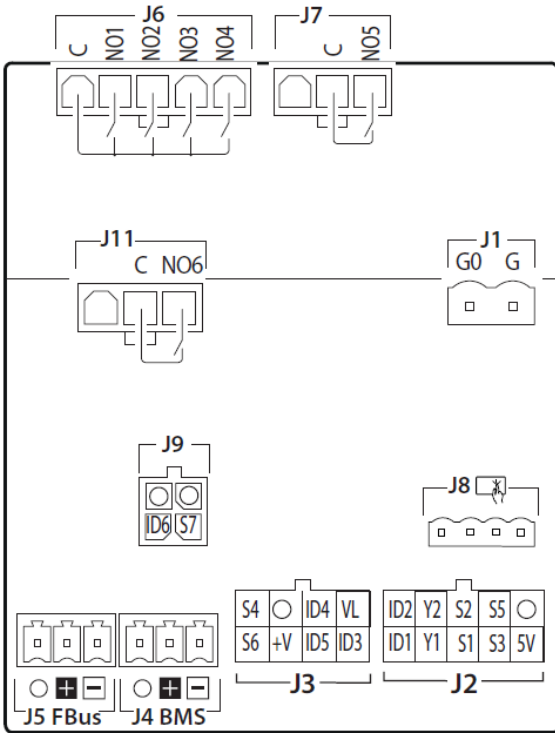 J6
C NO1 NO2 NO3 NO4
J7
C NO5
J11
C NO6
J1
G0 G
J9
ID6 S7
J8
S4 ID4 VL
S6 +V ID5 ID3
J3
ID2 Y2 S2 S5
ID1 Y1 S1 S3 5V
J2
+ −
J5 FBus
+ −
J4 BMS